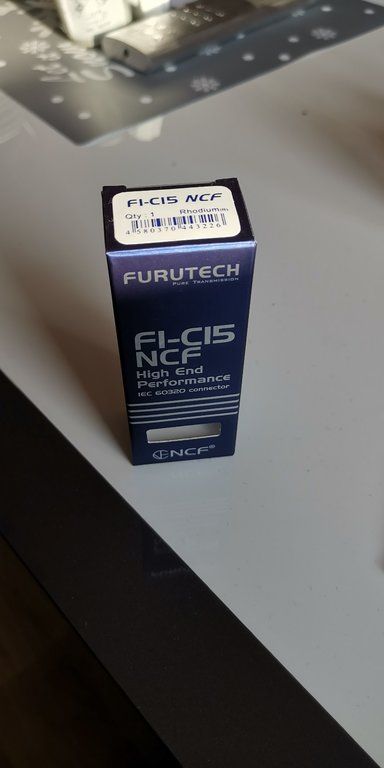 FI-C15 NCF
Qty : 1 Rhodium(R)
4 580370 443226
FURUTECH
PURE TRANSMISSION
FI-C15
NCF
High End
Performance
IEC 60320 connector
NCF®